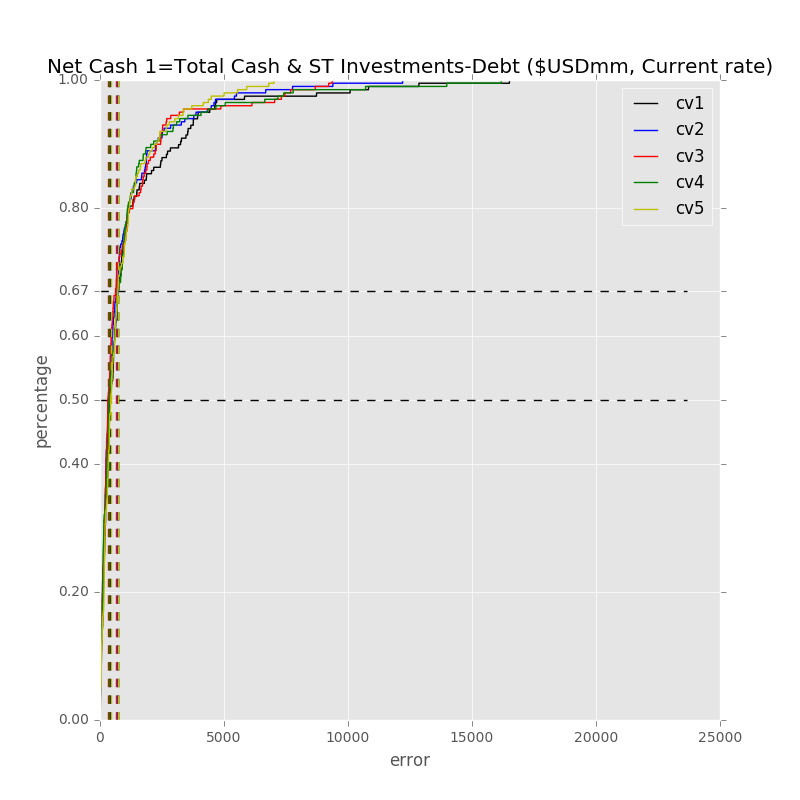 Net Cash 1=Total Cash & ST Investments-Debt ($USDmm, Current rate)
1.00
0.80
0.67
0.60
0.50
0.40
0.20
0.00
percentage
cv1
cv2
cv3
cv4
cv5
0
5000
10000
15000
20000
25000
error